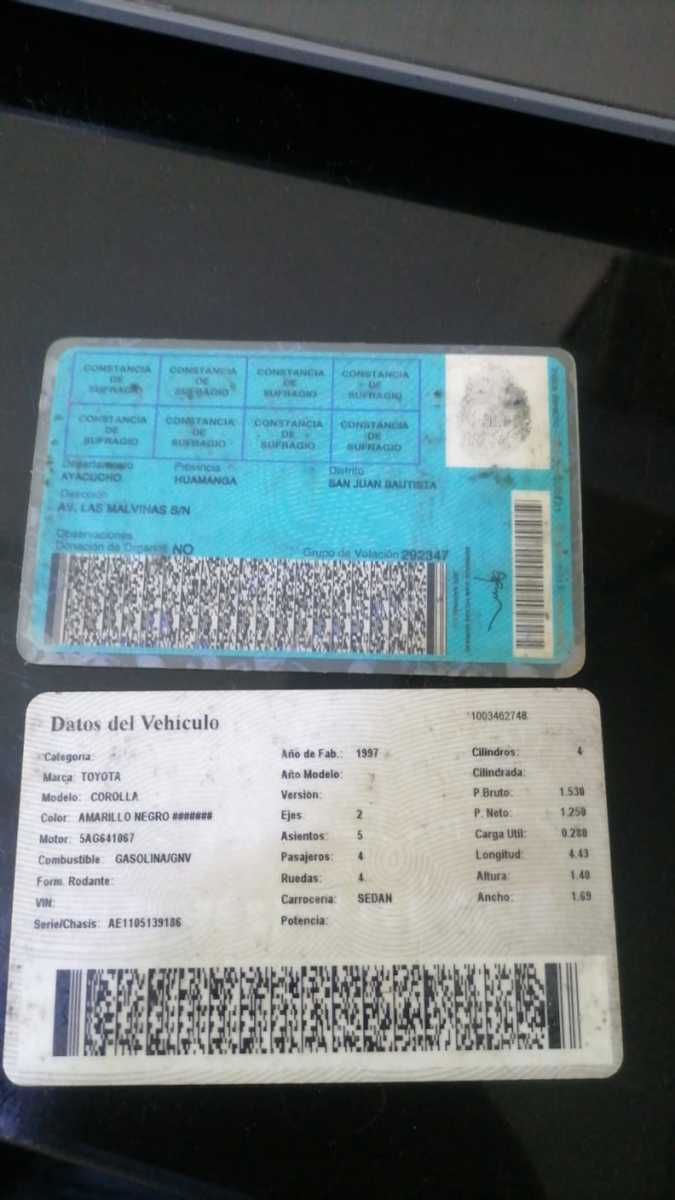 CONSTANCIA DE SUFRAGIO CONSTANCIA DE SUFRAGIO CONSTANCIA DE SUFRAGIO CONSTANCIA DE SUFRAGIO
CONSTANCIA DE SUFRAGIO CONSTANCIA DE SUFRAGIO CONSTANCIA DE SUFRAGIO CONSTANCIA DE SUFRAGIO
Departamento Provincia Distrito
AYACUCHO HUAMANGA SAN JUAN BAUTISTA
Dirección
AV. LAS MALVINAS S/N
Observaciones
Donación de Organos NO Grupo de Votación 292347
Datos del Vehículo 1003462748
Categoría: Año de Fab.: 1997 Cilindros: 4
Marca: TOYOTA Año Modelo: Cilindrada:
Modelo: COROLLA Versión: P.Bruto: 1.530
Color: AMARILLO NEGRO ####### Ejes: 2 P. Neto: 1.250
Motor: 5AG641067 Asientos: 5 Carga Util: 0.280
Combustible: GASOLINA/GNV Pasajeros: 4 Longitud: 4.43
Form. Rodante: Ruedas: 4 Altura: 1.40
VIN: Carroceria: SEDAN Ancho: 1.69
Serie/Chasis: AE1105139186 Potencia: